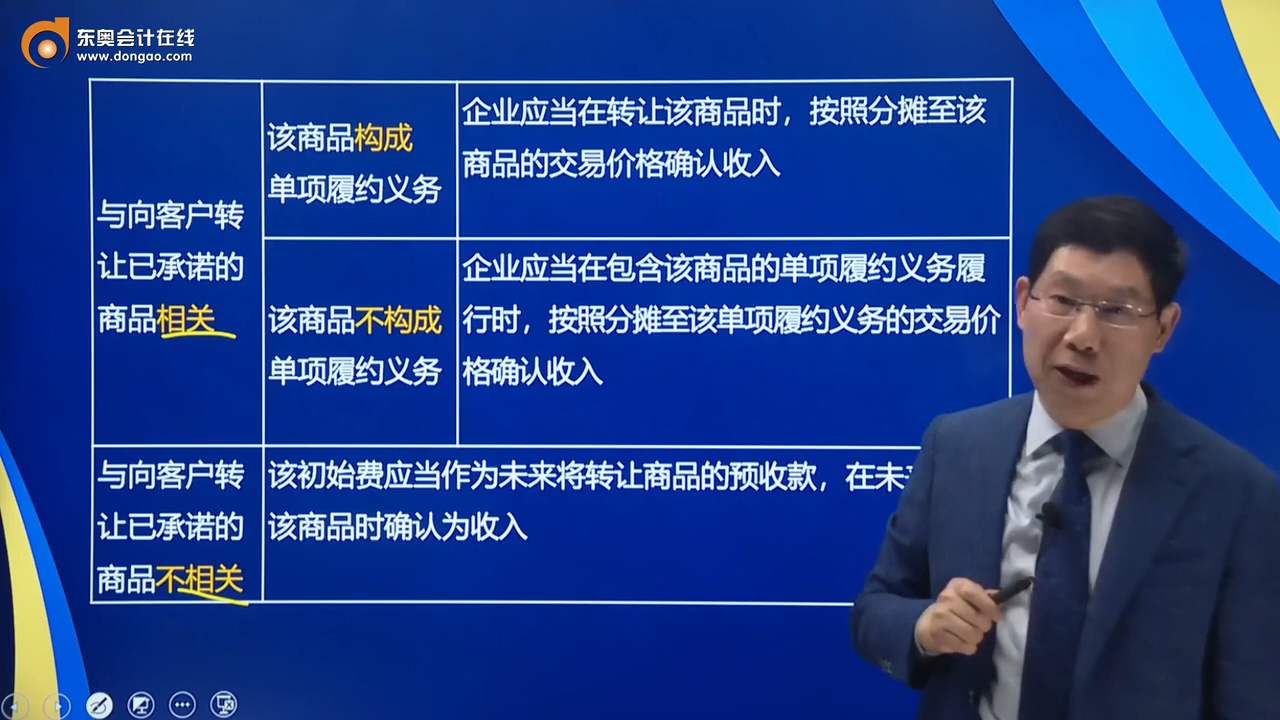 东奥会计在线
www.dongao.com
与向客户转
让已承诺的
商品相关
该商品构成
单项履约义务
企业应当在转让该商品时，按照分摊至该
商品的交易价格确认收入
该商品不构成
单项履约义务
企业应当在包含该商品的单项履约义务履
行时，按照分摊至该单项履约义务的交易价
格确认收入
与向客户转
让已承诺的
商品不相关
该初始费应当作为未来将转让商品的预收款，在未
该商品时确认为收入